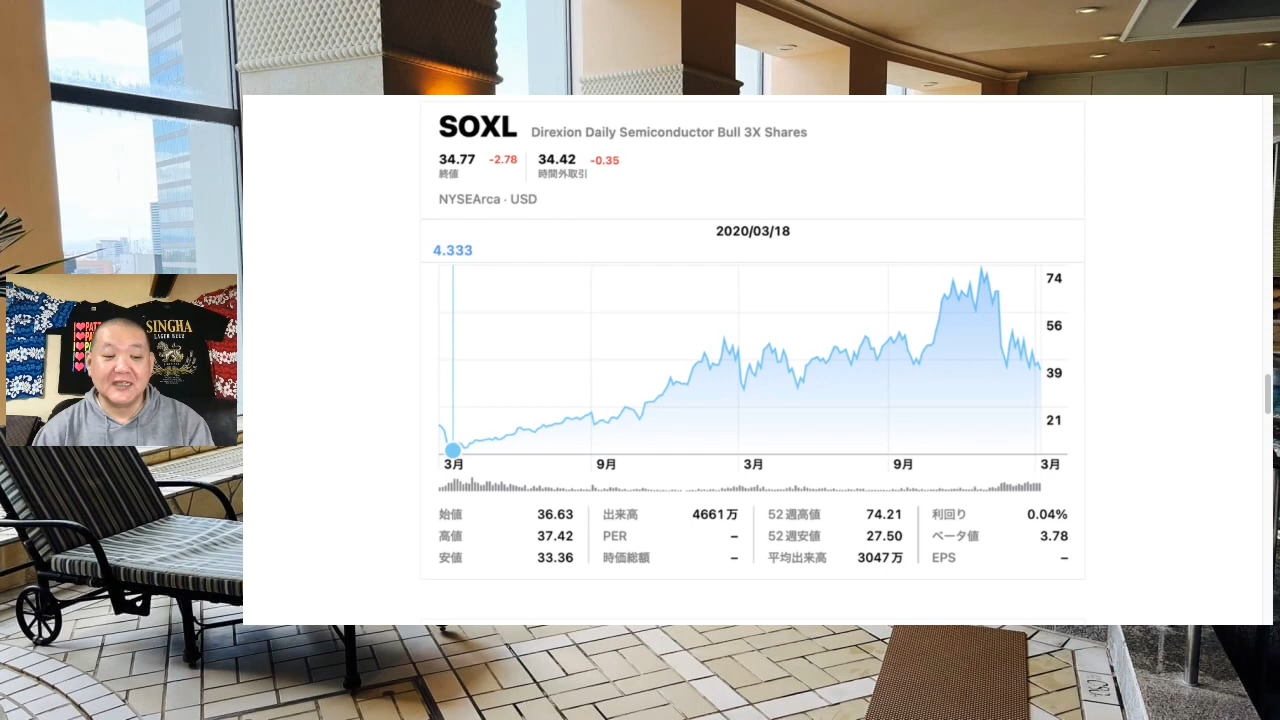 SOXL Direxion Daily Semiconductor Bull 3X Shares
34.77 -2.78 34.42 -0.35
終値 時間外取引
NYSEArca · USD
2020/03/18
4.333
74
56
39
21
3月 9月 3月 9月 3月
始値 36.63 出来高 4661万 52週高値 74.21 利回り 0.04%
高値 37.42 PER – 52週安値 27.50 ベータ値 3.78
安値 33.36 時価総額 – 平均出来高 3047万 EPS –
SINGHA
LAGER BEER